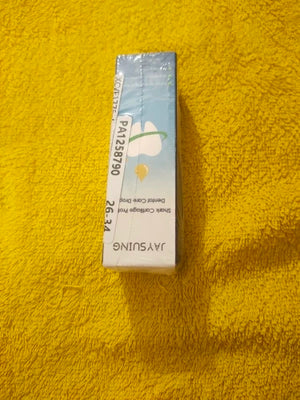 JAYSUING
Shark Cartilage Prot
Dental Care Drop
PA1258790
26.34